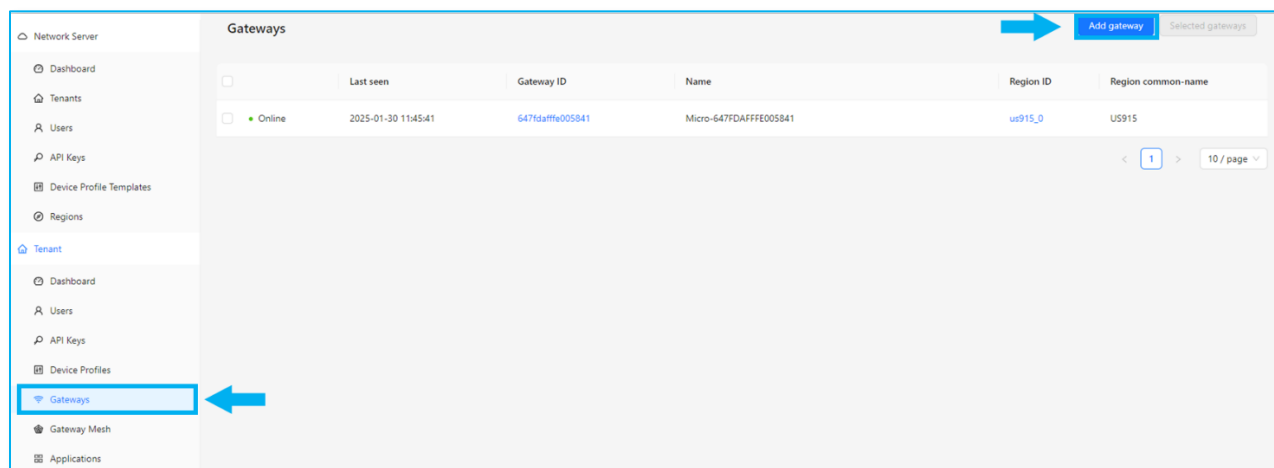 Network Server
Dashboard
Tenants
Users
API Keys
Device Profile Templates
Regions
Tenant
Dashboard
Users
API Keys
Device Profiles
Gateways
Gateway Mesh
Applications
Gateways
Add gateway
Selected gateways
Last seen Gateway ID Name Region ID Region common-name
Online 2025-01-30 11:45:41 647fdafffe005841 Micro-647FDAFFFE005841 us915_0 US915
< 1 > 10 / page